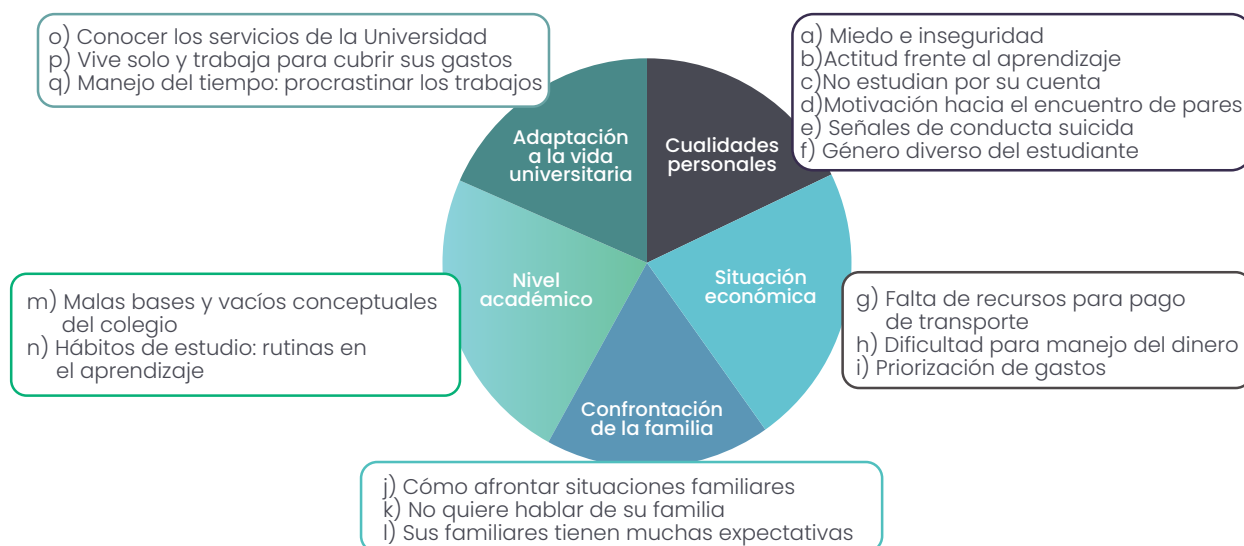 o) Conocer los servicios de la Universidad
p) Vive solo y trabaja para cubrir sus gastos
q) Manejo del tiempo: procrastinar los trabajos
a) Miedo e inseguridad
b)Actitud frente al aprendizaje
c)No estudian por su cuenta
d)Motivación hacia el encuentro de pares
e) Señales de conducta suicida
f) Género diverso del estudiante
Adaptación
a la vida
universitaria
Cualidades
personales
Nivel
académico
Situación
económica
Confrontación
de la familia
m) Malas bases y vacíos conceptuales
del colegio
n) Hábitos de estudio: rutinas en
el aprendizaje
g) Falta de recursos para pago
de transporte
h) Dificultad para manejo del dinero
i) Priorización de gastos
j) Cómo afrontar situaciones familiares
k) No quiere hablar de su familia
l) Sus familiares tienen muchas expectativas